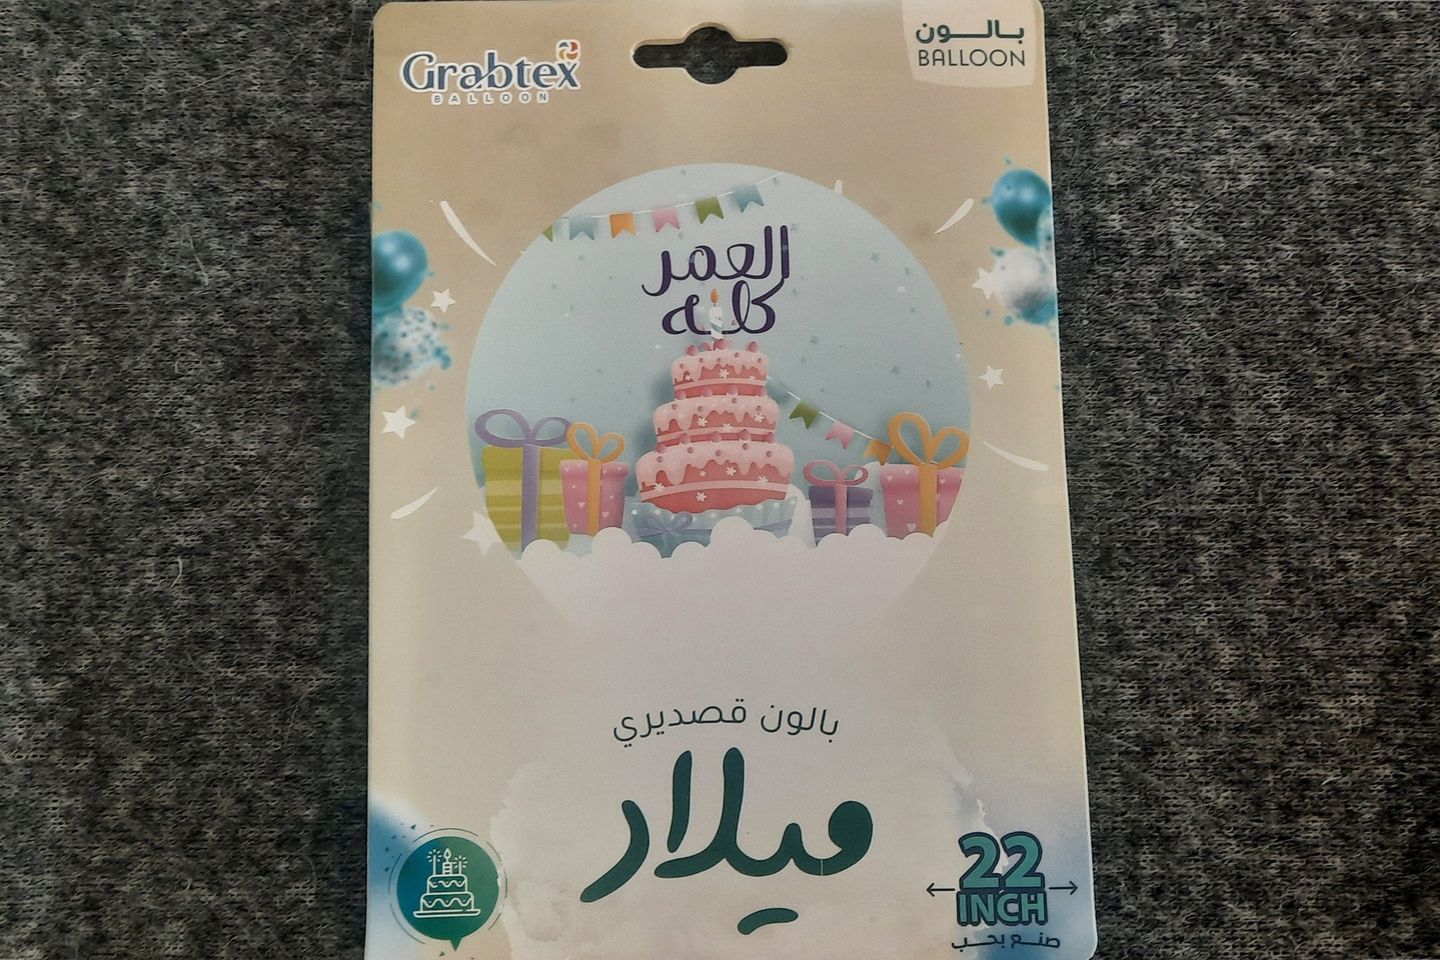 Grabtex
BALLOON
بالون
BALLOON
العمر
كله
بالون قصديري
ميلاد
22
INCH
صنع بحب